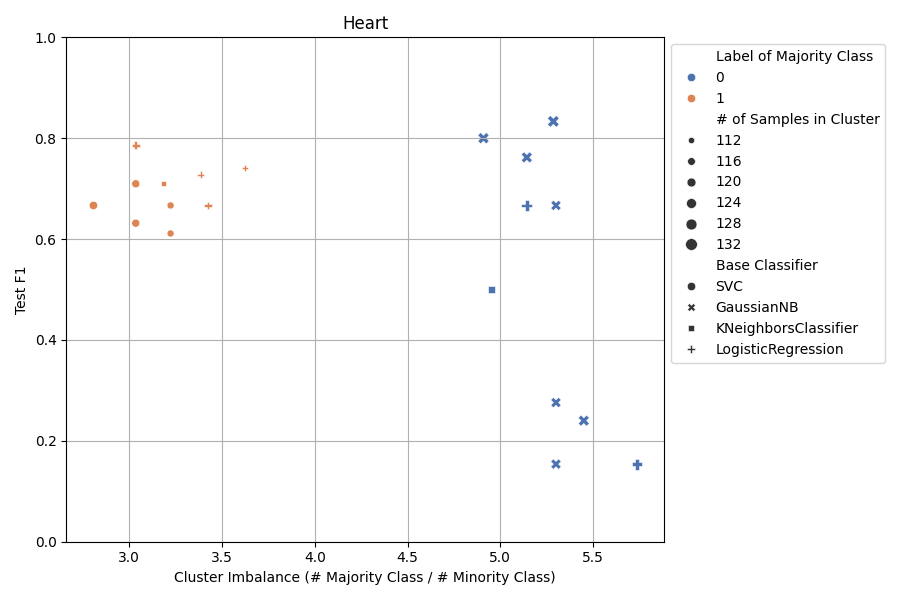 Heart
1.0
0.8
0.6
0.4
0.2
0.0
Test F1
3.0 3.5 4.0 4.5 5.0 5.5
Cluster Imbalance (# Majority Class / # Minority Class)
Label of Majority Class
0
1
# of Samples in Cluster
112
116
120
124
128
132
Base Classifier
SVC
GaussianNB
KNeighborsClassifier
LogisticRegression